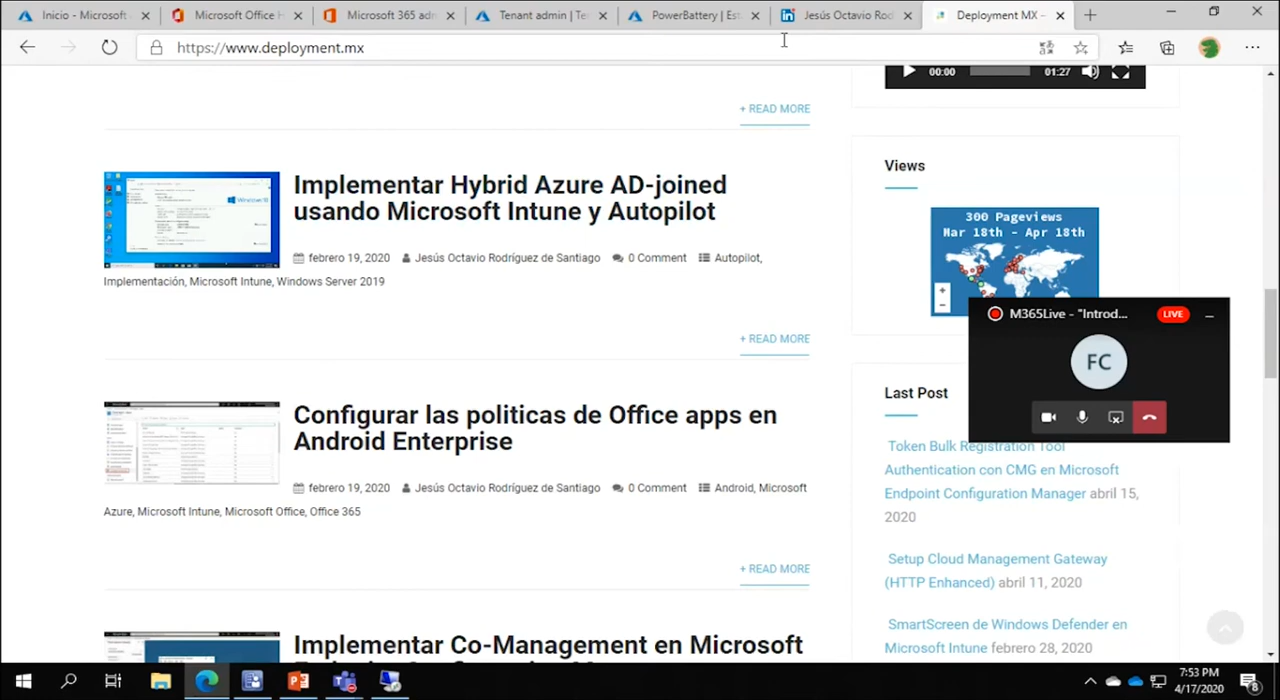 Inicio - Microsoft
Microsoft Office H
Microsoft 365 adm
Tenant admin | Te
PowerBattery | Est
Jesús Octavio Rod
Deployment MX –
https://www.deployment.mx
00:00
01:27
+ READ MORE
Implementar Hybrid Azure AD-joined
usando Microsoft Intune y Autopilot
febrero 19, 2020 Jesús Octavio Rodríguez de Santiago 0 Comment Autopilot,
Implementación, Microsoft Intune, Windows Server 2019
+ READ MORE
Configurar las politicas de Office apps en
Android Enterprise
febrero 19, 2020 Jesús Octavio Rodríguez de Santiago 0 Comment Android, Microsoft
Azure, Microsoft Intune, Microsoft Office, Office 365
+ READ MORE
Implementar Co-Management en Microsoft
Views
300 Pageviews
Mar 18th - Apr 18th
M365Live - "Introd...
LIVE
FC
Last Post
Token Bulk Registration Tool
Authentication con CMG en Microsoft
Endpoint Configuration Manager abril 15,
2020
Setup Cloud Management Gateway
(HTTP Enhanced) abril 11, 2020
SmartScreen de Windows Defender en
Microsoft Intune febrero 28, 2020
7:53 PM
4/17/2020
8